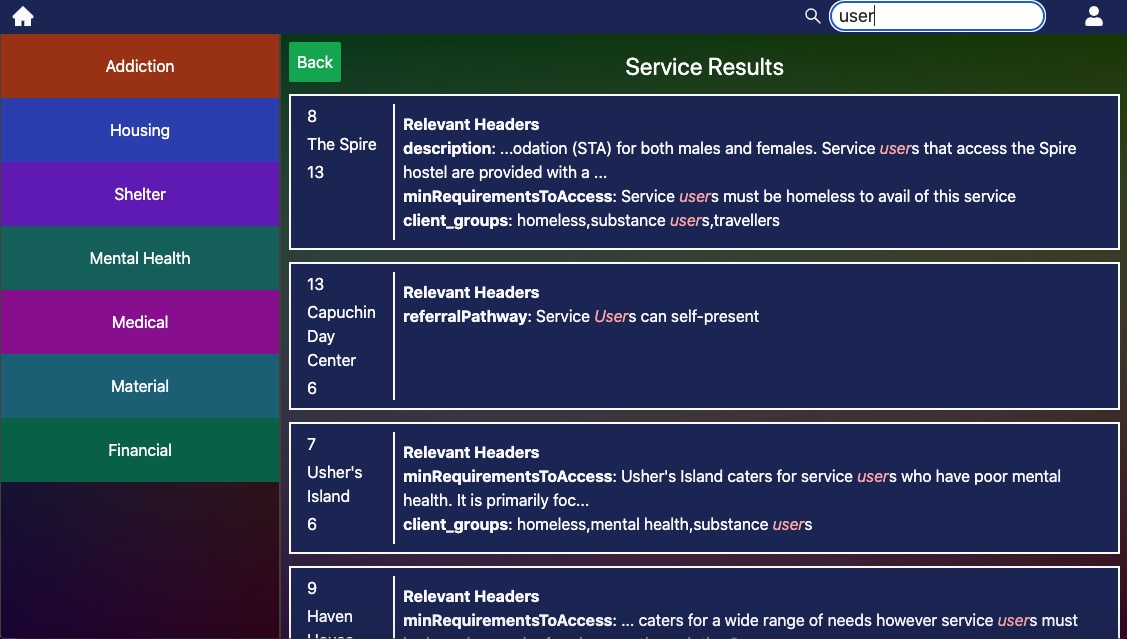 user
Addiction
Housing
Shelter
Mental Health
Medical
Material
Financial
Back
Service Results
8
The Spire
13
Relevant Headers
description: ...odation (STA) for both males and females. Service users that access the Spire
hostel are provided with a ...
minRequirementsToAccess: Service users must be homeless to avail of this service
client_groups: homeless,substance users,travellers
13
Capuchin
Day
Center
6
Relevant Headers
referralPathway: Service Users can self-present
7
Usher's
Island
6
Relevant Headers
minRequirementsToAccess: Usher's Island caters for service users who have poor mental
health. It is primarily foc...
client_groups: homeless,mental health,substance users
9
Haven
Relevant Headers
minRequirementsToAccess: ... caters for a wide range of needs however service users must